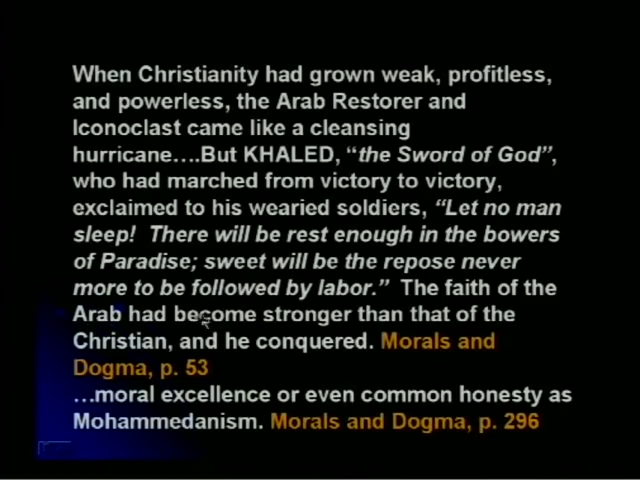 When Christianity had grown weak, profitless,
and powerless, the Arab Restorer and
Iconoclast came like a cleansing
hurricane….But KHALED, “the Sword of God”,
who had marched from victory to victory,
exclaimed to his wearied soldiers, “Let no man
sleep!  There will be rest enough in the bowers
of Paradise; sweet will be the repose never
more to be followed by labor.”  The faith of the
Arab had become stronger than that of the
Christian, and he conquered. Morals and
Dogma, p. 53
…moral excellence or even common honesty as
Mohammedanism. Morals and Dogma, p. 296